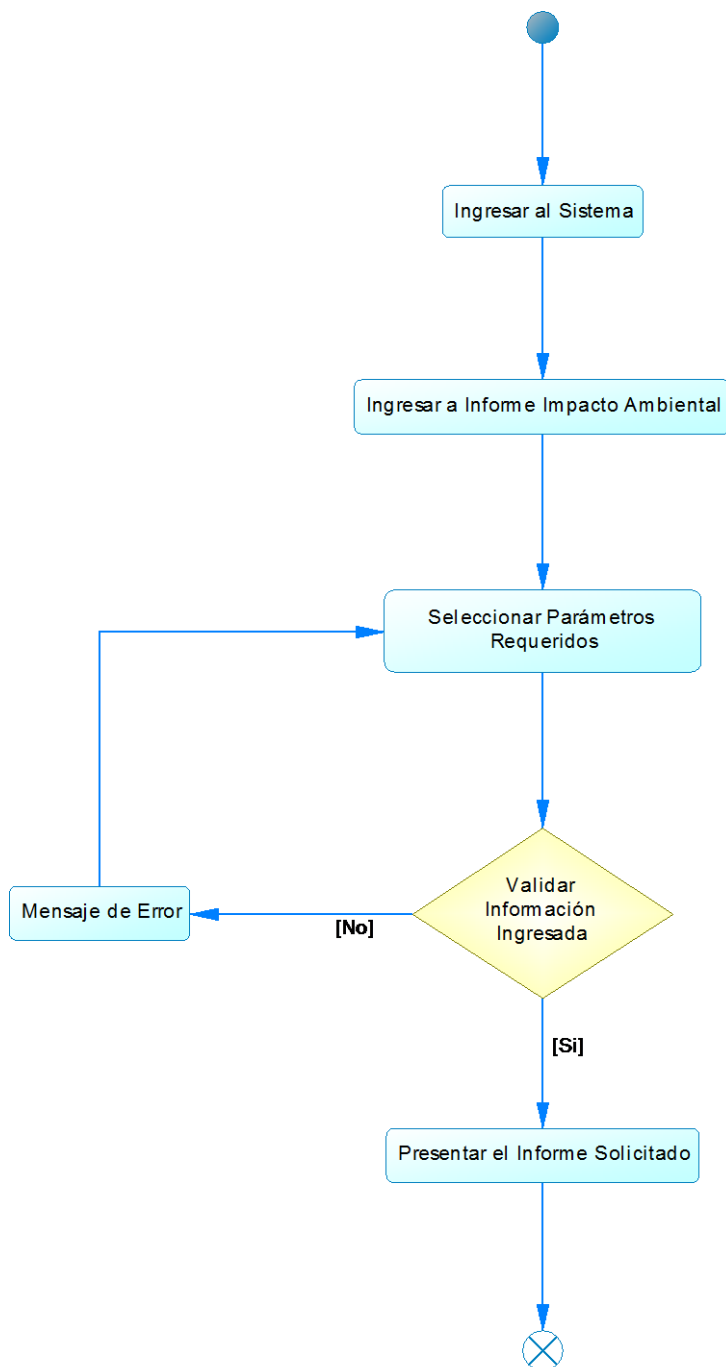 Ingresar al Sistema
Ingresar a Informe Impacto Ambiental
Seleccionar Parámetros
Requeridos
Validar
Información
Ingresada
Mensaje de Error
[No]
[Si]
Presentar el Informe Solicitado